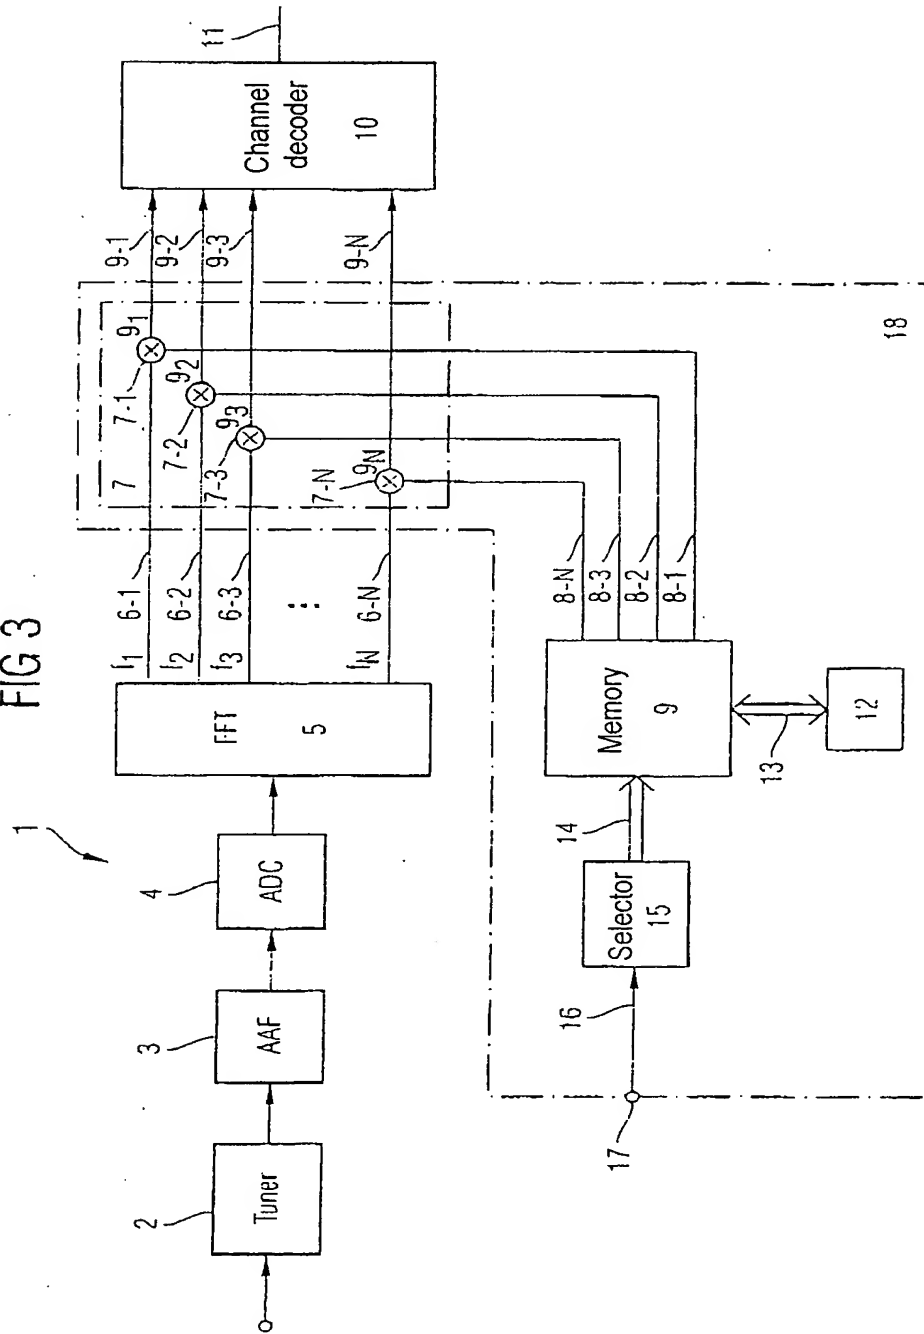 FIG 3
1
2
Tuner
3
AAF
4
ADC
FFT
5
f1
f2
f3
fN
6-1
6-2
6-3
⋮
6-N
7
7-1
7-2
7-3
7-N
91
92
93
9N
9-1
9-2
9-3
9-N
Channel
decoder
10
11
8-N
8-3
8-2
8-1
Memory
9
12
13
14
Selector
15
16
17
18